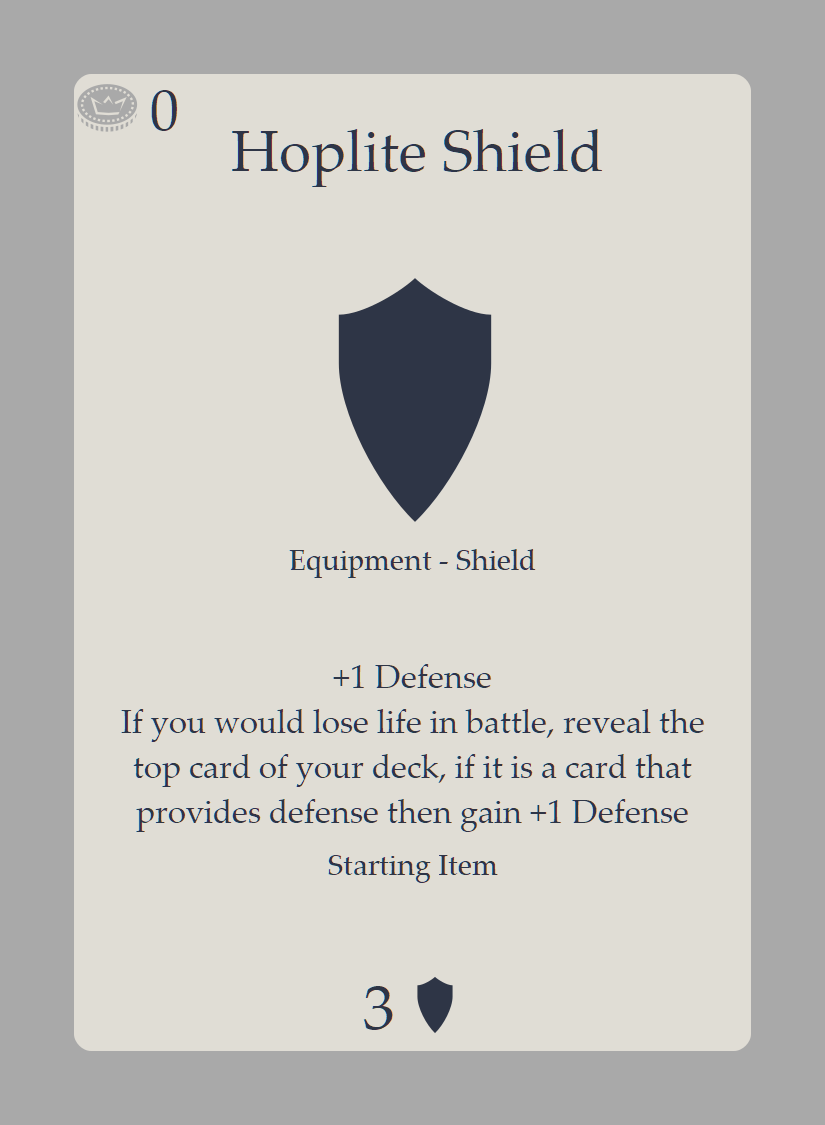 0
Hoplite Shield
Equipment - Shield
+1 Defense
If you would lose life in battle, reveal the
top card of your deck, if it is a card that
provides defense then gain +1 Defense
Starting Item
3